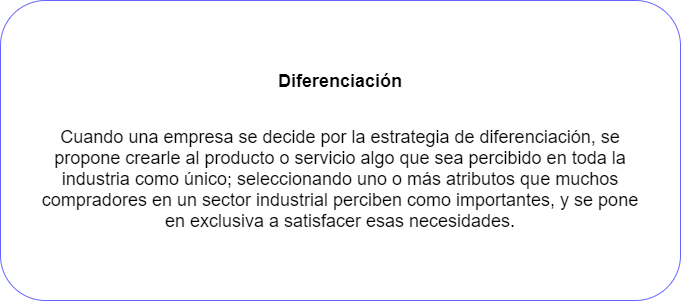 Diferenciación
Cuando una empresa se decide por la estrategia de diferenciación, se
propone crearle al producto o servicio algo que sea percibido en toda la
industria como único; seleccionando uno o más atributos que muchos
compradores en un sector industrial perciben como importantes, y se pone
en exclusiva a satisfacer esas necesidades.